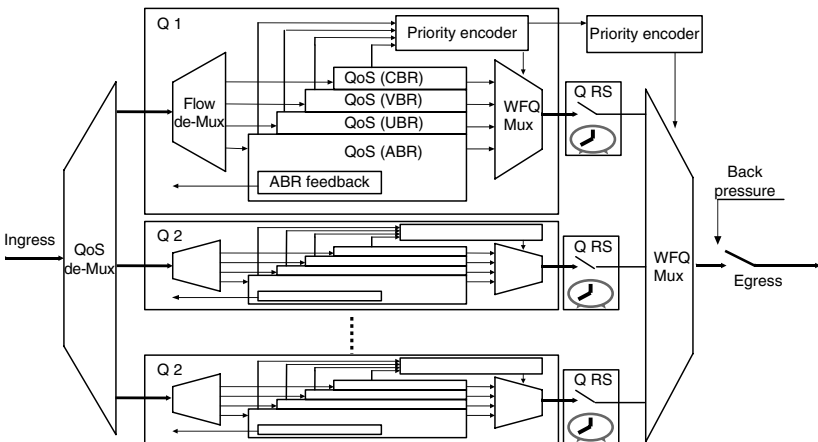 Q 1
Priority encoder
Priority encoder
QoS (CBR)
QoS (VBR)
QoS (UBR)
QoS (ABR)
ABR feedback
Flow
de-Mux
WFQ
Mux
Q RS
Back
pressure
Ingress
QoS
de-Mux
Q 2
Q RS
WFQ
Mux
Egress
Q 2
Q RS